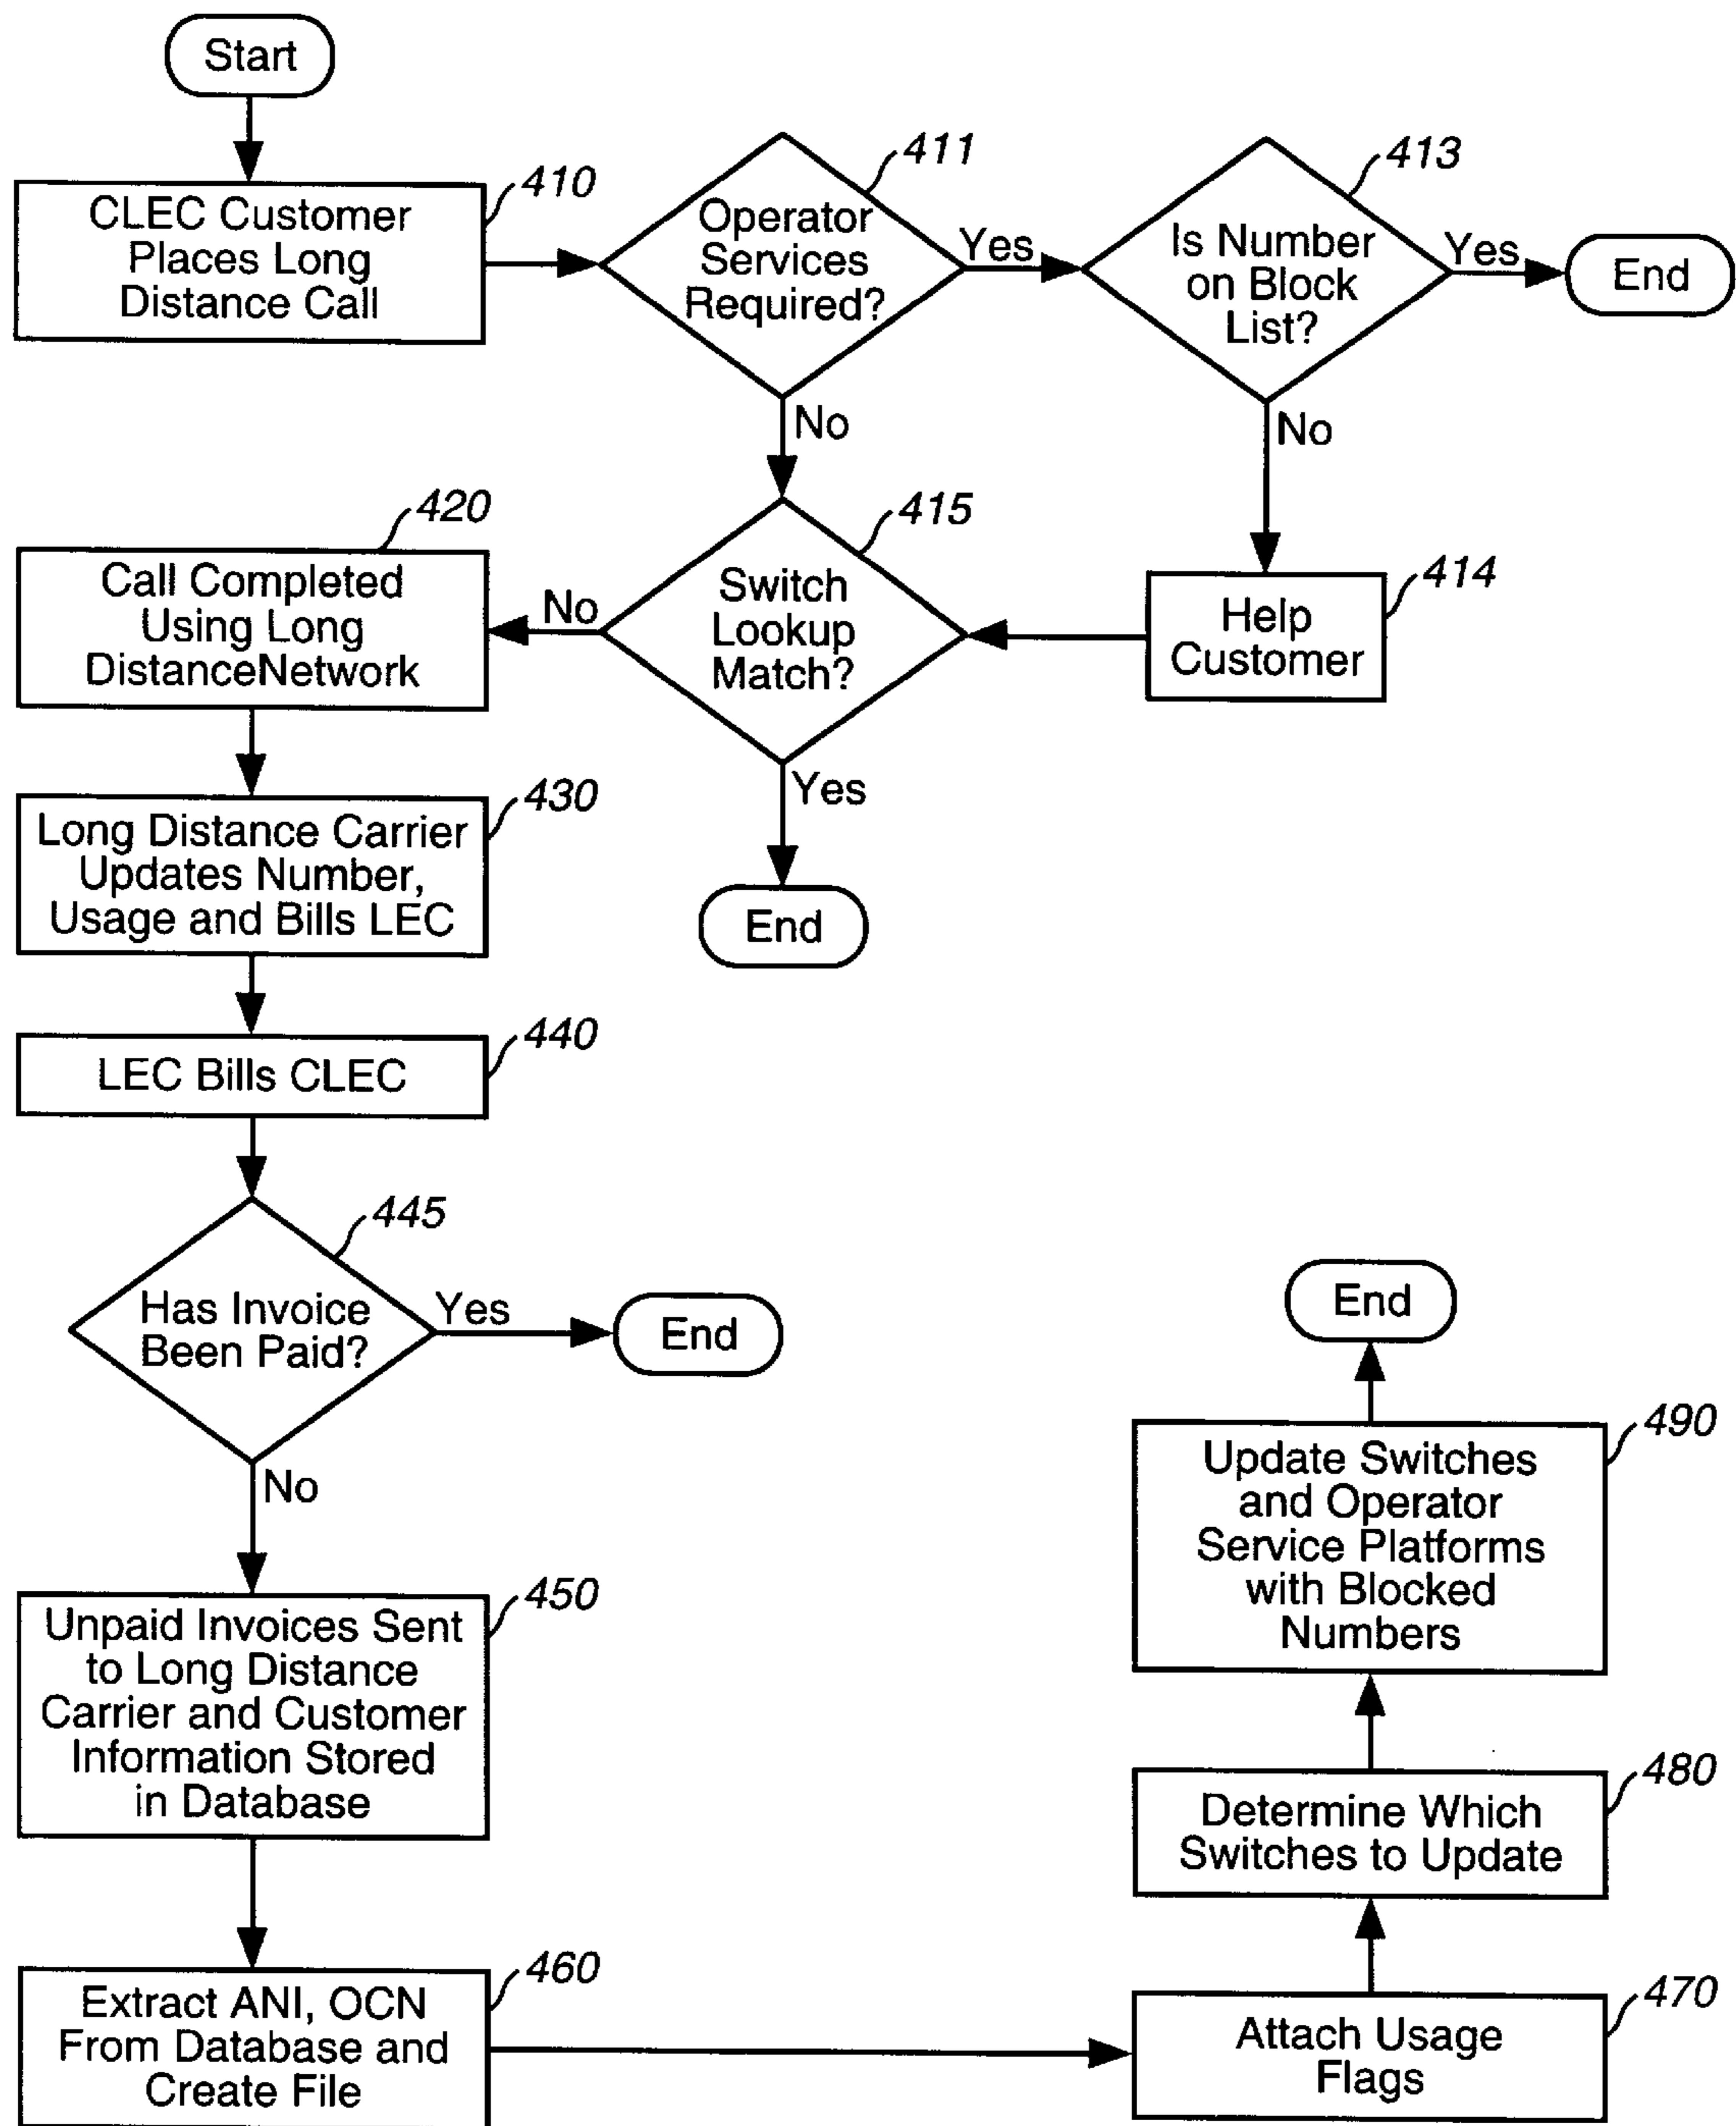 Start
410
CLEC Customer
Places Long
Distance Call
411
Operator
Services
Required?
Yes
No
413
Is Number
on Block
List?
Yes
End
No
414
Help
Customer
415
Switch
Lookup
Match?
No
Yes
End
420
Call Completed
Using Long
DistanceNetwork
430
Long Distance Carrier
Updates Number,
Usage and Bills LEC
440
LEC Bills CLEC
445
Has Invoice
Been Paid?
Yes
End
No
450
Unpaid Invoices Sent
to Long Distance
Carrier and Customer
Information Stored
in Database
460
Extract ANI, OCN
From Database and
Create File
470
Attach Usage
Flags
480
Determine Which
Switches to Update
490
Update Switches
and Operator
Service Platforms
with Blocked
Numbers
End